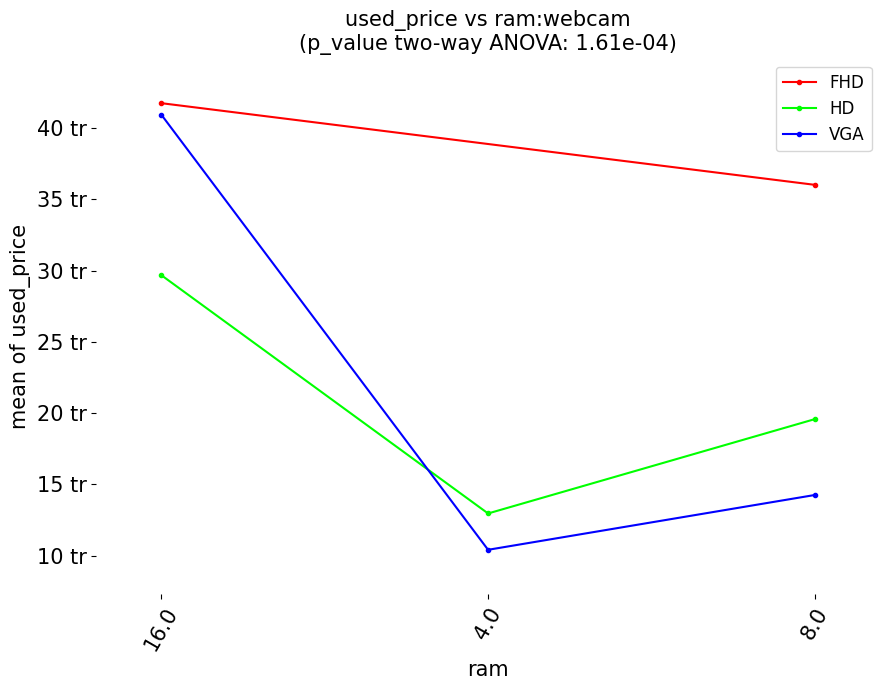 used_price vs ram:webcam
(p_value two-way ANOVA: 1.61e-04)
FHD
HD
VGA
40 tr
35 tr
30 tr
25 tr
20 tr
15 tr
10 tr
mean of used_price
16.0
4.0
8.0
ram